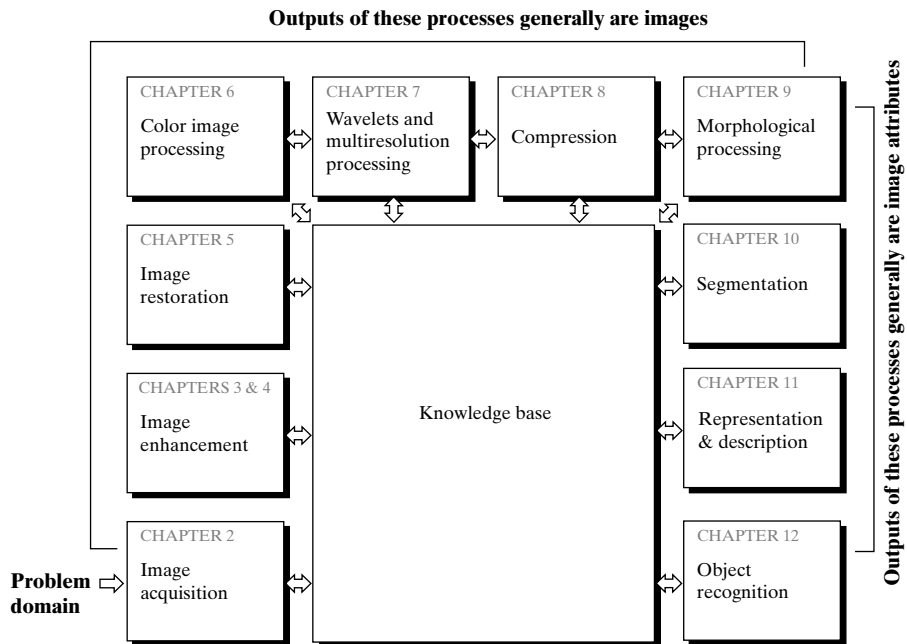 Outputs of these processes generally are images
CHAPTER 6
Color image
processing
CHAPTER 7
Wavelets and
multiresolution
processing
CHAPTER 8
Compression
CHAPTER 9
Morphological
processing
CHAPTER 5
Image
restoration
CHAPTERS 3 & 4
Image
enhancement
CHAPTER 2
Image
acquisition
Problem
domain
Knowledge base
CHAPTER 10
Segmentation
CHAPTER 11
Representation
& description
CHAPTER 12
Object
recognition
Outputs of these processes generally are image attributes